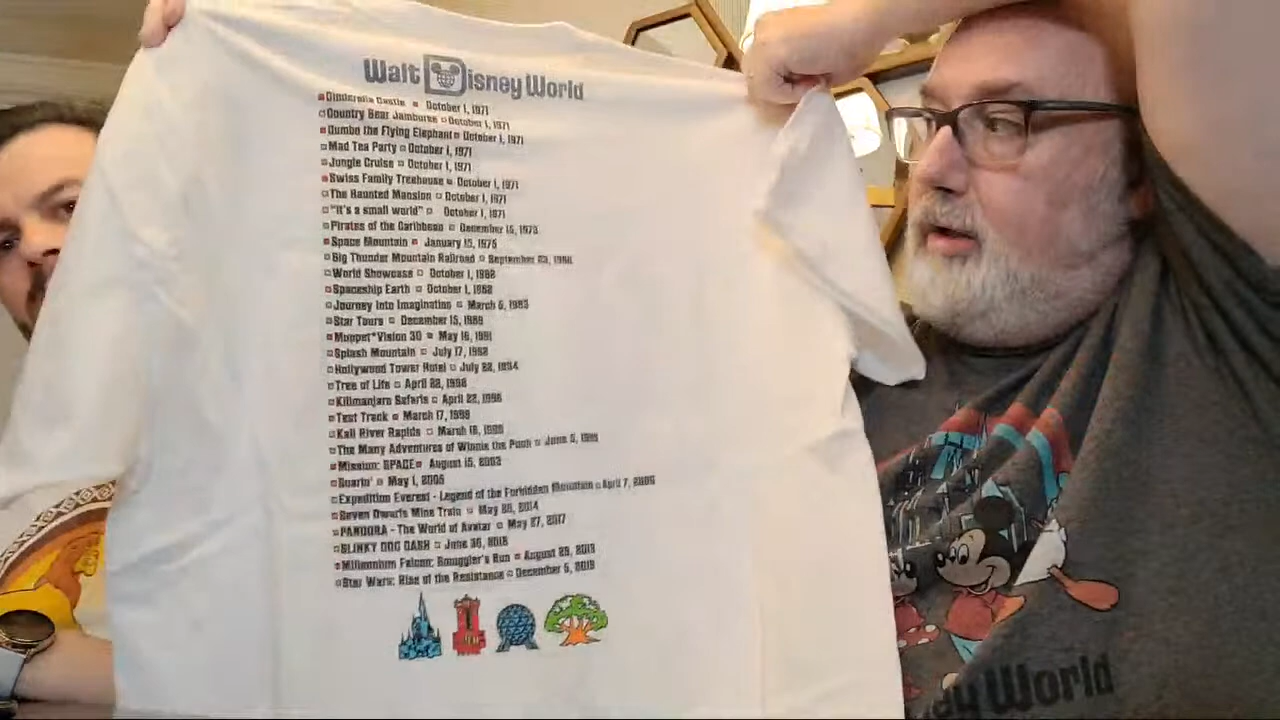 Walt Disney World
Cinderella Castle □ October 1, 1971
Country Bear Jamboree □ October 1, 1971
Dumbo the Flying Elephant □ October 1, 1971
Mad Tea Party □ October 1, 1971
Jungle Cruise □ October 1, 1971
Swiss Family Treehouse □ October 1, 1971
The Haunted Mansion □ October 1, 1971
"it's a small world" □ October 1, 1971
Pirates of the Caribbean □ December 15, 1973
Space Mountain □ January 15, 1975
Big Thunder Mountain Railroad □ September 23, 1980
World Showcase □ October 1, 1982
Spaceship Earth □ October 1, 1982
Journey Into Imagination □ March 5, 1983
Star Tours □ December 15, 1989
Muppet*Vision 3D □ May 16, 1991
Splash Mountain □ July 17, 1992
Hollywood Tower Hotel □ July 22, 1994
Tree of Life □ April 22, 1998
Kilimanjaro Safaris □ April 22, 1998
Test Track □ March 17, 1999
Kali River Rapids □ March 18, 1999
The Many Adventures of Winnie the Pooh □ June 5, 1999
Mission: SPACE □ August 15, 2003
Soarin' □ May 1, 2005
Expedition Everest - Legend of the Forbidden Mountain □ April 7, 2006
Seven Dwarfs Mine Train □ May 28, 2014
PANDORA - The World of Avatar □ May 27, 2017
SLINKY DOG DASH □ June 30, 2018
Millennium Falcon: Smuggler's Run □ August 29, 2019
Star Wars: Rise of the Resistance □ December 5, 2019
ey World